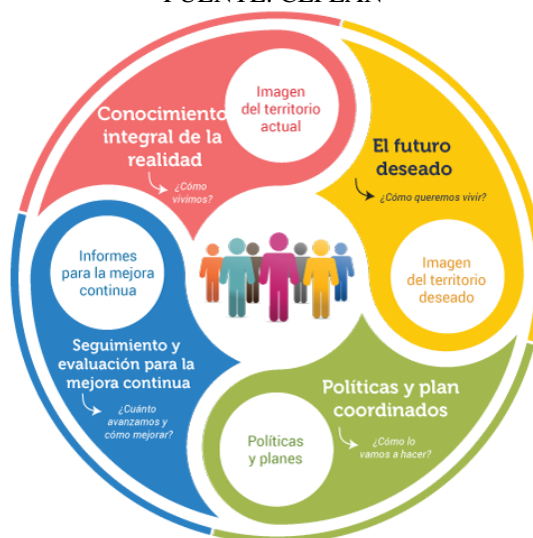 FUENTE: CEPLAN
Conocimiento
integral de la
realidad
¿Cómo
vivimos?
Imagen
del territorio
actual
El futuro
deseado
¿Cómo queremos vivir?
Imagen
del territorio
deseado
Políticas y plan
coordinados
¿Cómo lo
vamos a hacer?
Políticas
y planes
Seguimiento y
evaluación para la
mejora continua
¿Cuánto
avanzamos y
cómo mejorar?
Informes
para la mejora
continua